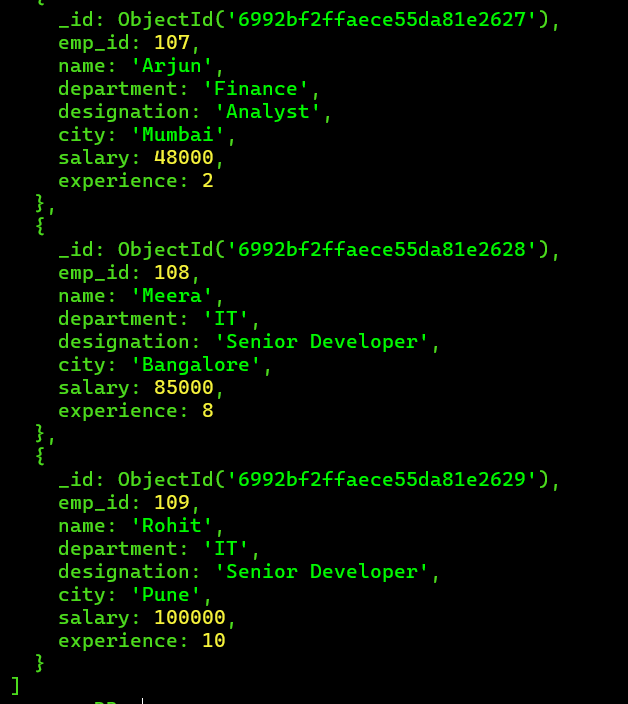 {
_id: ObjectId('6992bf2ffaece55da81e2627'),
emp_id: 107,
name: 'Arjun',
department: 'Finance',
designation: 'Analyst',
city: 'Mumbai',
salary: 48000,
experience: 2
},
{
_id: ObjectId('6992bf2ffaece55da81e2628'),
emp_id: 108,
name: 'Meera',
department: 'IT',
designation: 'Senior Developer',
city: 'Bangalore',
salary: 85000,
experience: 8
},
{
_id: ObjectId('6992bf2ffaece55da81e2629'),
emp_id: 109,
name: 'Rohit',
department: 'IT',
designation: 'Senior Developer',
city: 'Pune',
salary: 100000,
experience: 10
}
]